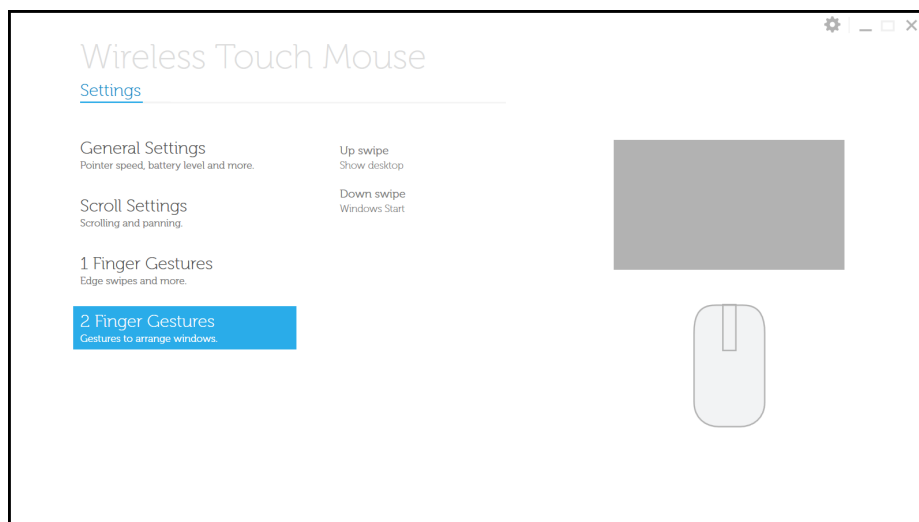 Wireless Touch Mouse
Settings
General Settings
Pointer speed, battery level and more.
Scroll Settings
Scrolling and panning.
1 Finger Gestures
Edge swipes and more.
2 Finger Gestures
Gestures to arrange windows.
Up swipe
Show desktop
Down swipe
Windows Start